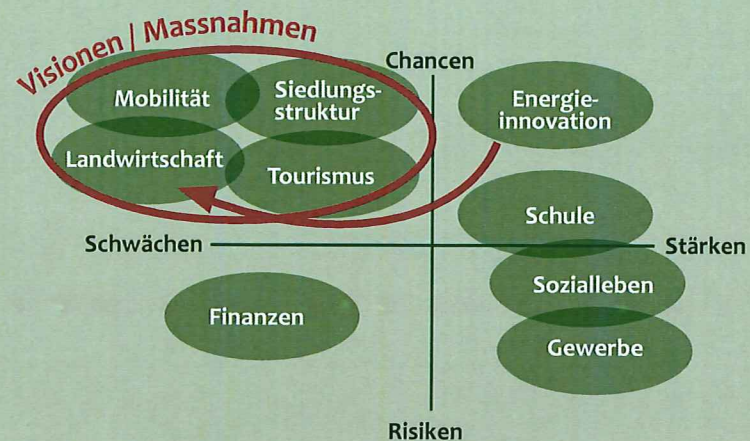 Visionen / Massnahmen
Chancen
Mobilität
Siedlungs-
struktur
Energie-
innovation
Landwirtschaft
Tourismus
Schule
Schwächen
Stärken
Sozialleben
Finanzen
Gewerbe
Risiken